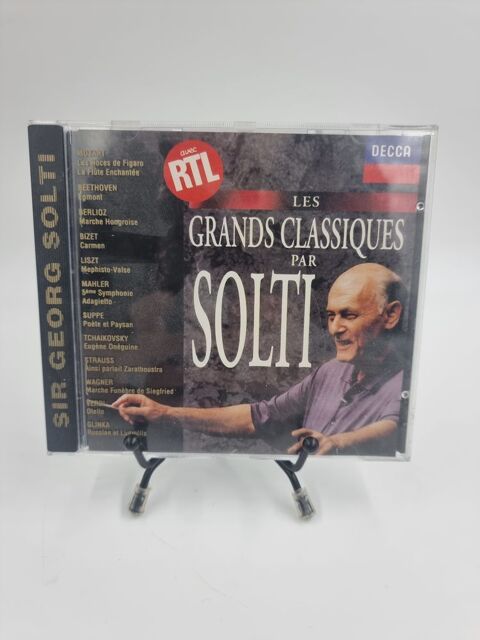 SIR GEORG SOLTI
MOZART
Les Noces de Figaro
La Flûte Enchantée
BEETHOVEN
Egmont
BERLIOZ
Marche Hongroise
BIZET
Carmen
LISZT
Mephisto-Valse
MAHLER
5ème Symphonie
Adagietto
SUPPE
Poète et Paysan
TCHAIKOVSKY
Eugène Onéguine
STRAUSS
Ainsi parlait Zarathoustra
WAGNER
Marche Funèbre de Siegfried
VERDI
Otello
GLINKA
Russlan et Ludmilla
avec
RTL
DECCA
LES
GRANDS CLASSIQUES
PAR
SOLTI